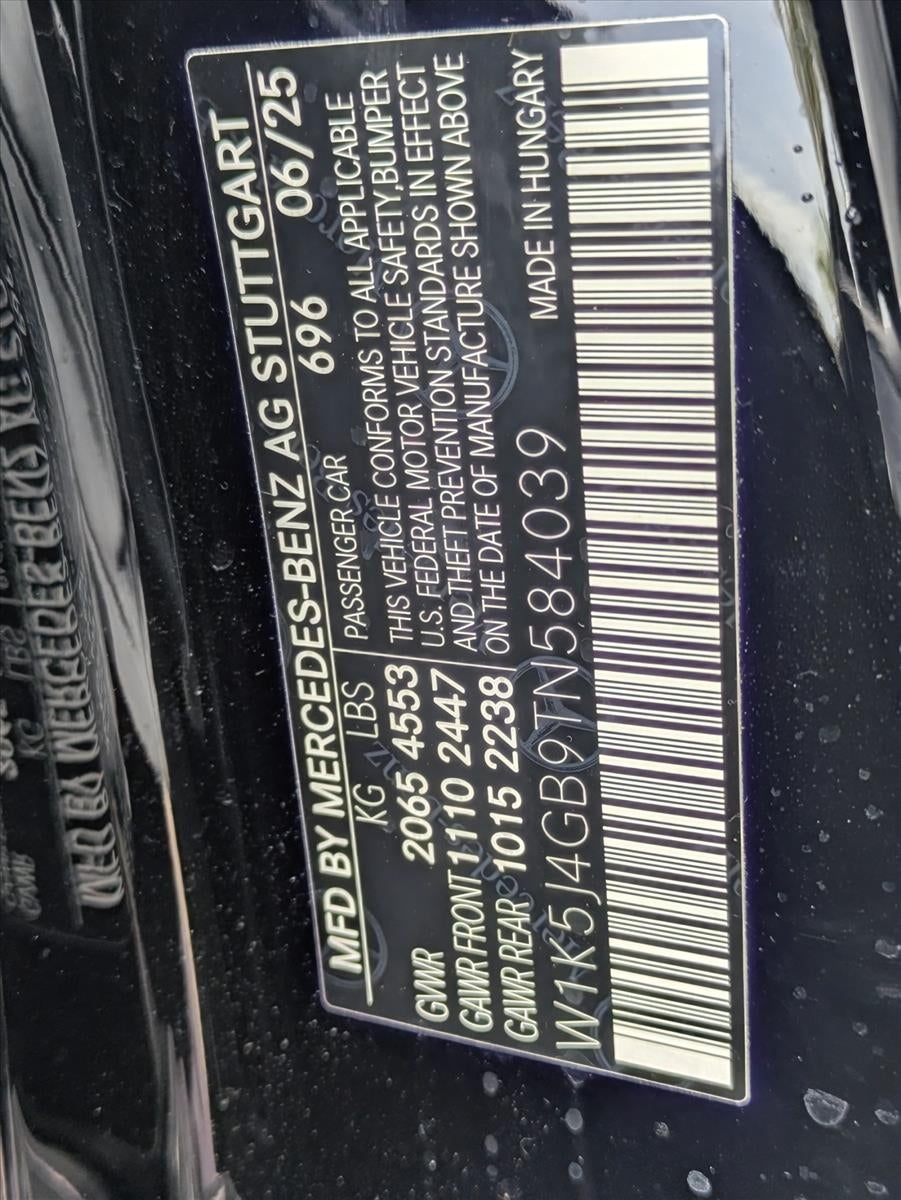 MFD BY MERCEDES-BENZ AG STUTTGART
696 06/25
KG LBS
GWR 2065 4553
GAWR FRONT 1110 2447
GAWR REAR 1015 2238
PASSENGER CAR
THIS VEHICLE CONFORMS TO ALL APPLICABLE
U.S. FEDERAL MOTOR VEHICLE SAFETY,BUMPER
AND THEFT PREVENTION STANDARDS IN EFFECT
ON THE DATE OF MANUFACTURE SHOWN ABOVE
MADE IN HUNGARY
W1K5J4GB9TN584039